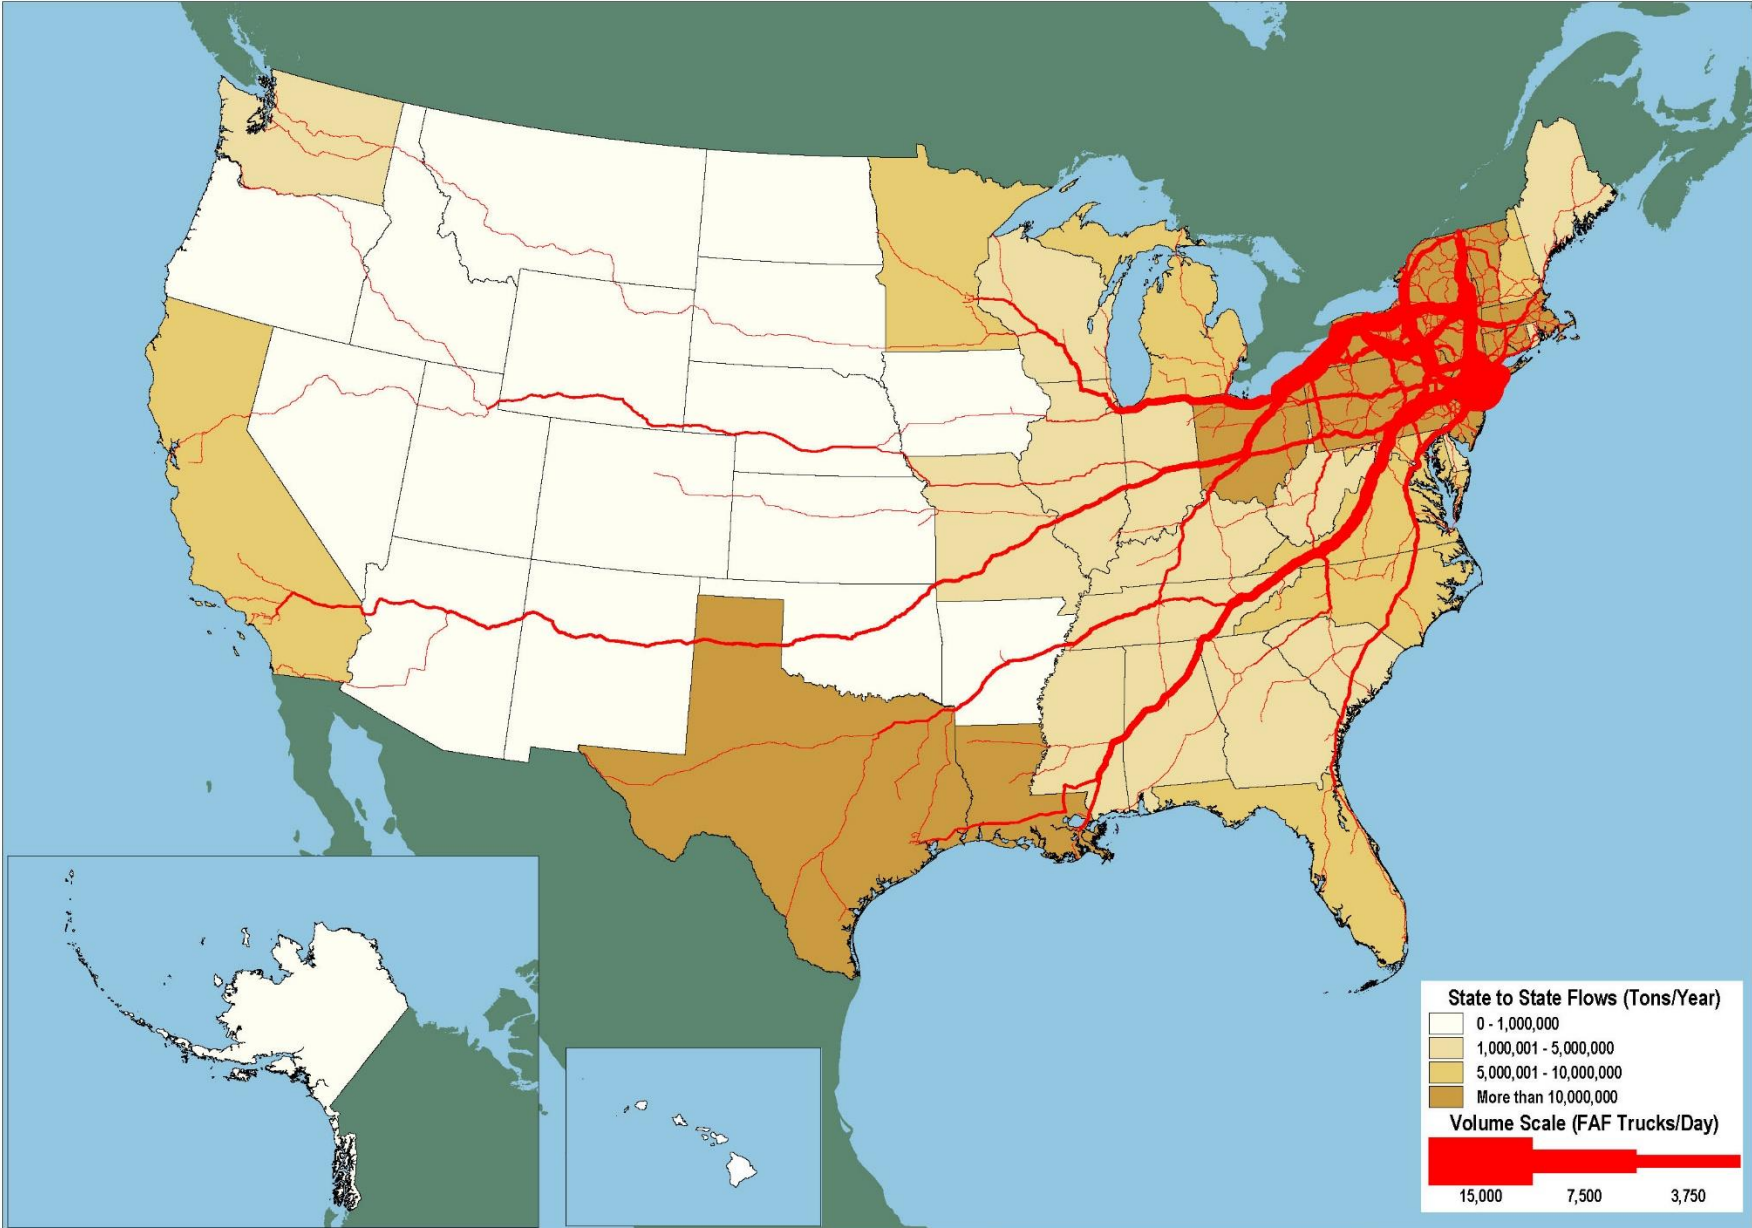 State to State Flows (Tons/Year)
0 - 1,000,000
1,000,001 - 5,000,000
5,000,001 - 10,000,000
More than 10,000,000
Volume Scale (FAF Trucks/Day)
15,000 7,500 3,750